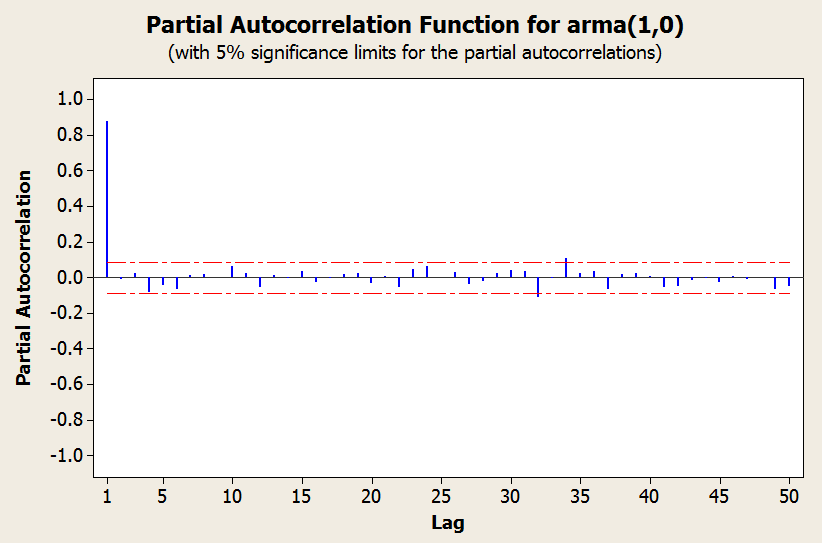 Partial Autocorrelation Function for arma(1,0)
(with 5% significance limits for the partial autocorrelations)
Partial Autocorrelation
1.0
0.8
0.6
0.4
0.2
0.0
-0.2
-0.4
-0.6
-0.8
-1.0
1 5 10 15 20 25 30 35 40 45 50
Lag